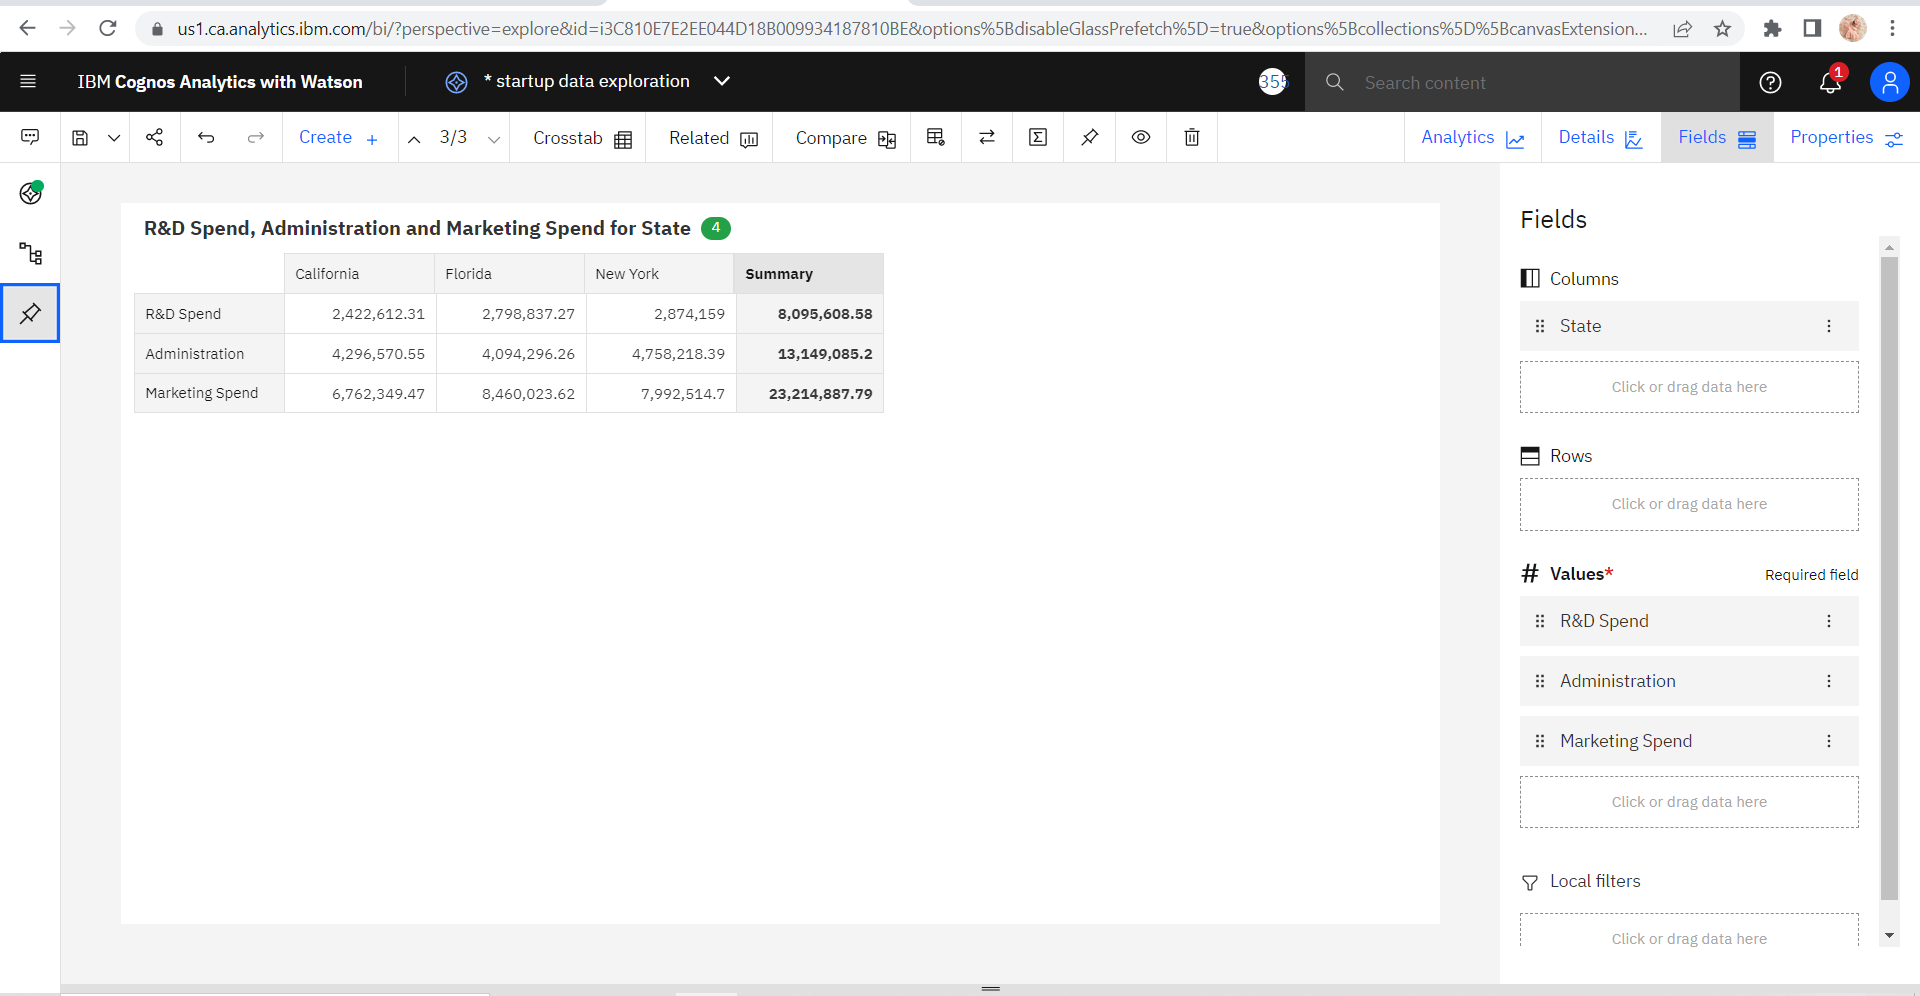 us1.ca.analytics.ibm.com/bi/?perspective=explore&id=i3C810E7E2EE044D18B009934187810BE&options%5BdisableGlassPrefetch%5D=true&options%5Bcollections%5D%5BcanvasExtension...
IBM Cognos Analytics with Watson
* startup data exploration
355
Search content
1
Create +
3/3
Crosstab
Related
Compare
Analytics
Details
Fields
Properties
R&D Spend, Administration and Marketing Spend for State 4
California Florida New York Summary
R&D Spend 2,422,612.31 2,798,837.27 2,874,159 8,095,608.58
Administration 4,296,570.55 4,094,296.26 4,758,218.39 13,149,085.2
Marketing Spend 6,762,349.47 8,460,023.62 7,992,514.7 23,214,887.79
Fields
Columns
State
Click or drag data here
Rows
Click or drag data here
# Values* Required field
R&D Spend
Administration
Marketing Spend
Click or drag data here
Local filters
Click or drag data here